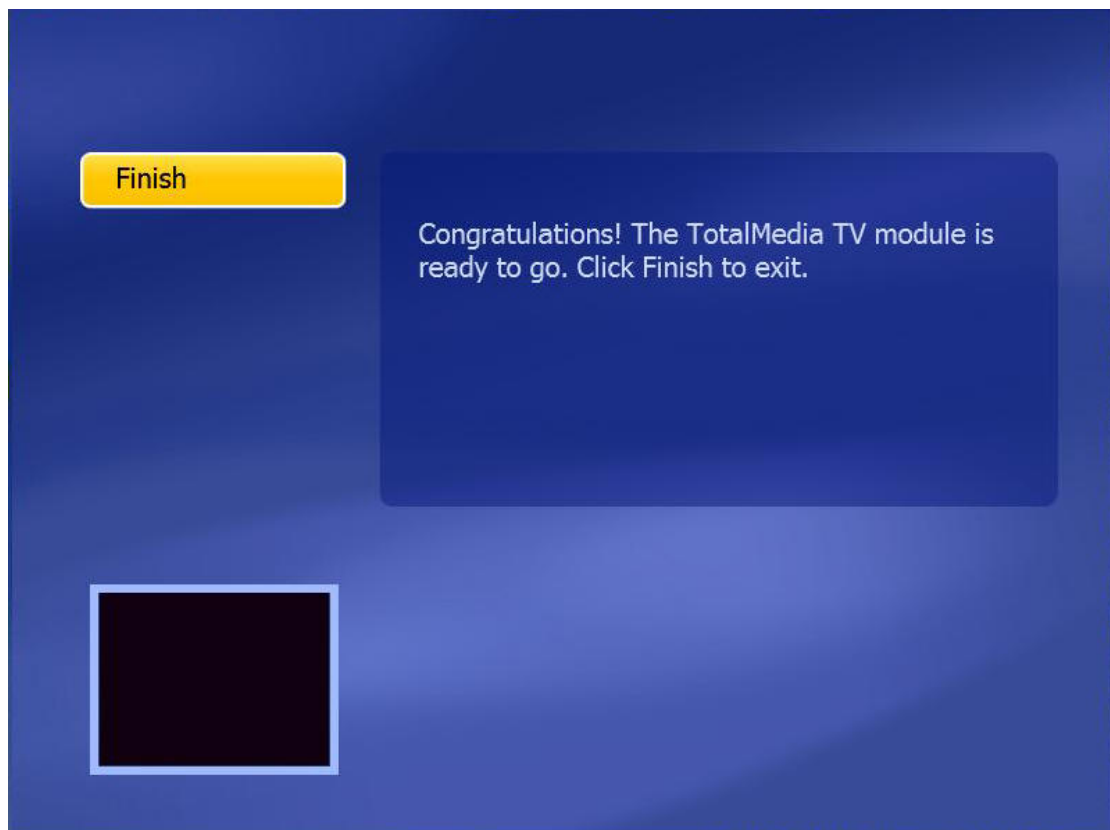 Finish
Congratulations! The TotalMedia TV module is
ready to go. Click Finish to exit.